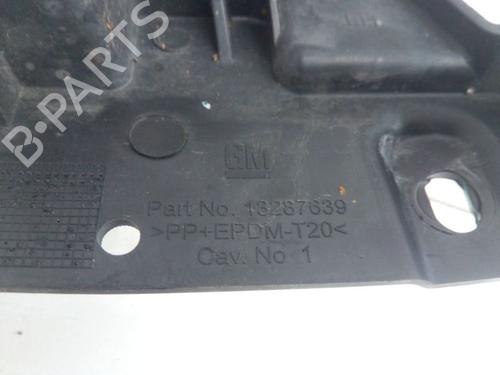 B-PARTS
GM
Part No. 13287639
>PP+EPDM-T20<
Cav. No 1